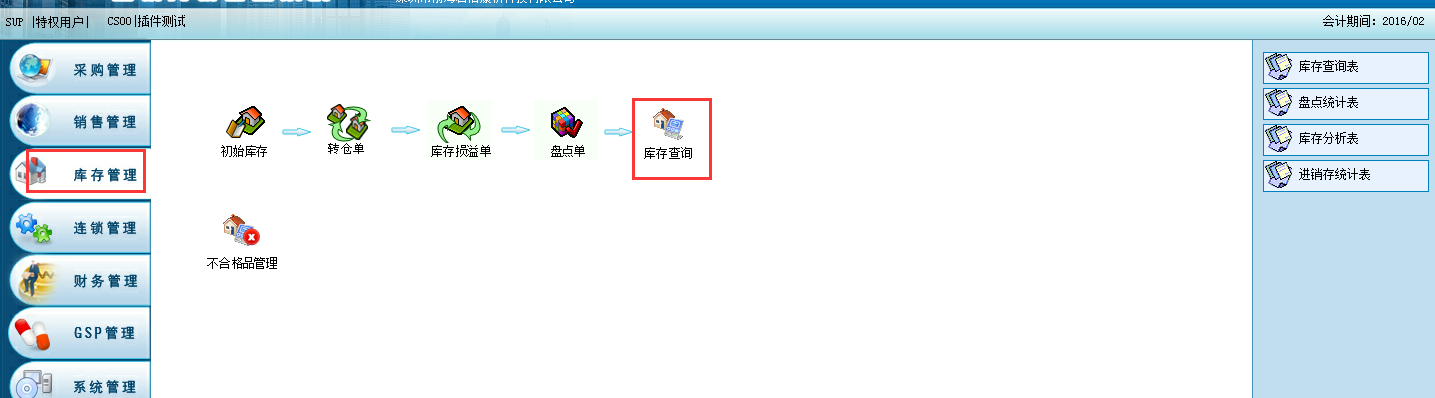 SUP |特权用户| CS00|插件测试
会计期间: 2016/02
采购管理
销售管理
库存管理
连锁管理
财务管理
GSP管理
系统管理
初始库存
转仓单
库存损溢单
盘点单
库存查询
不合格品管理
库存查询表
盘点统计表
库存分析表
进销存统计表